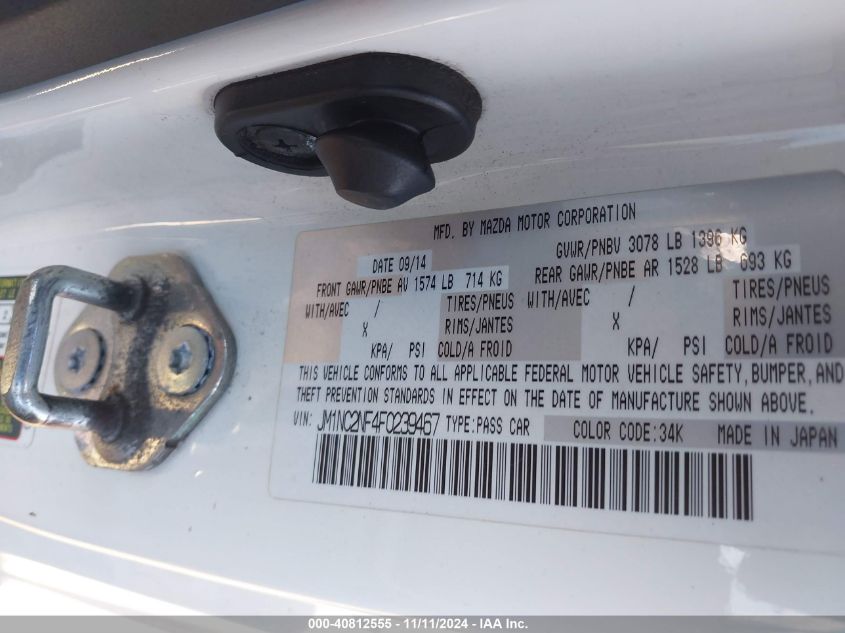 MFD. BY MAZDA MOTOR CORPORATION
DATE 09/14 GVWR/PNBV 3078 LB 1396 KG
FRONT GAWR/PNBE AV 1574 LB 714 KG REAR GAWR/PNBE AR 1528 LB 693 KG
WITH/AVEC / TIRES/PNEUS WITH/AVEC / TIRES/PNEUS
X RIMS/JANTES X RIMS/JANTES
KPA/ PSI COLD/A FROID KPA/ PSI COLD/A FROID
THIS VEHICLE CONFORMS TO ALL APPLICABLE FEDERAL MOTOR VEHICLE SAFETY, BUMPER, AND
THEFT PREVENTION STANDARDS IN EFFECT ON THE DATE OF MANUFACTURE SHOWN ABOVE.
VIN: JM1NC2NF4F0239467 TYPE: PASS CAR COLOR CODE: 34K MADE IN JAPAN
000-40812555 - 11/11/2024 - IAA Inc.